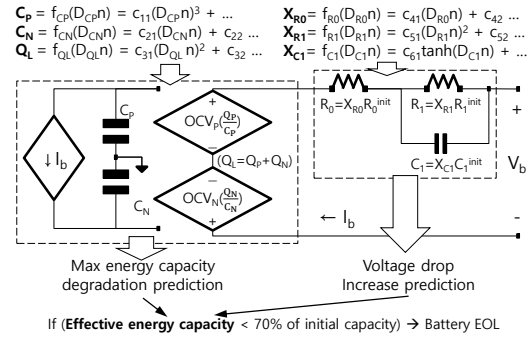 C_P = f_CP(D_CP n) = c_11(D_CP n)^3 + ...
C_N = f_CN(D_CN n) = c_21(D_CN n) + c_22 ...
Q_L = f_QL(D_QL n) = c_31(D_QL n)^2 + c_32 ...
X_R0 = f_R0(D_R0 n) = c_41(D_R0 n) + c_42 ...
X_R1 = f_R1(D_R1 n) = c_51(D_R1 n)^2 + c_52 ...
X_C1 = f_C1(D_C1 n) = c_61 tanh(D_C1 n) + ...
↓ I_b
C_P
C_N
+
OCV_P(Q_P/C_P)
−
(Q_L=Q_P+Q_N)
−
OCV_N(Q_N/C_N)
+
R_0=X_R0 R_0^init
R_1=X_R1 R_1^init
C_1=X_C1 C_1^init
+
V_b
-
← I_b
Max energy capacity
degradation prediction
Voltage drop
Increase prediction
If (Effective energy capacity < 70% of initial capacity) → Battery EOL